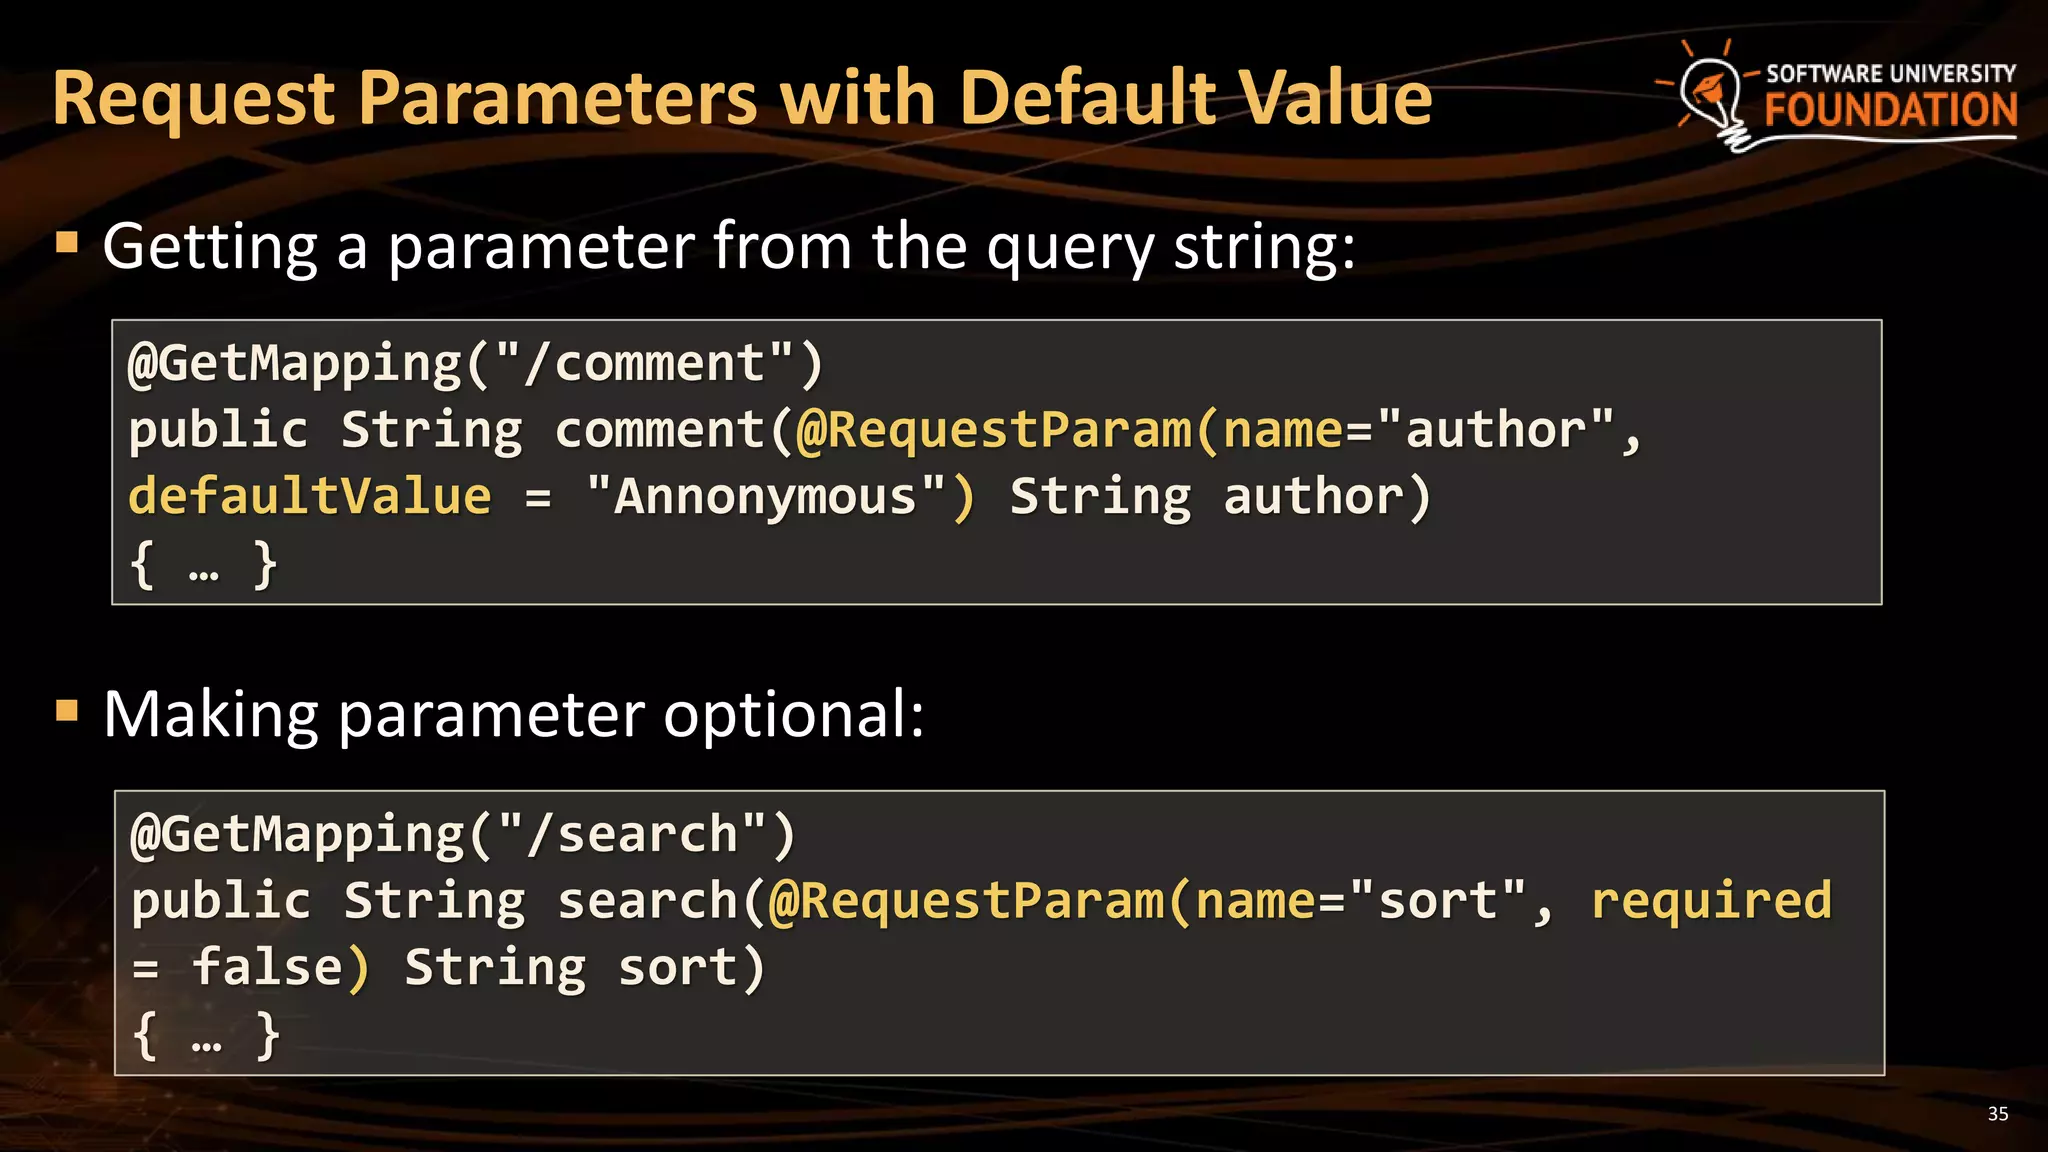 Request Parameters with Default Value
SOFTWARE UNIVERSITY
FOUNDATION
▪ Getting a parameter from the query string:
@GetMapping("/comment")
public String comment(@RequestParam(name="author",
defaultValue = "Annonymous") String author)
{ … }
▪ Making parameter optional:
@GetMapping("/search")
public String search(@RequestParam(name="sort", required
= false) String sort)
{ … }
35